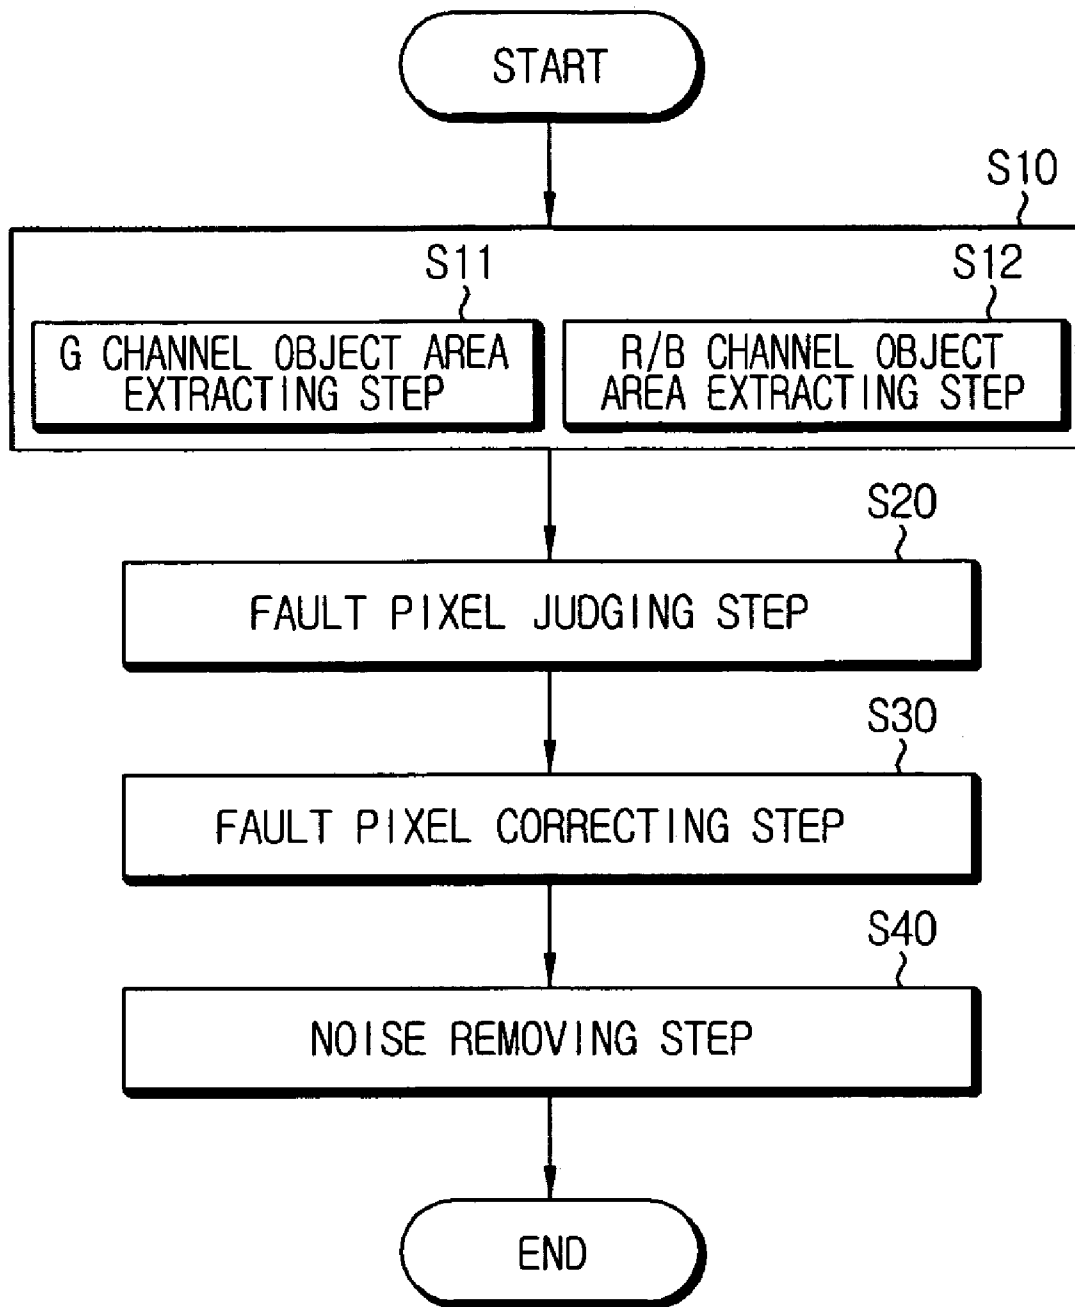 START
S10
S11
S12
G CHANNEL OBJECT AREA
EXTRACTING STEP
R/B CHANNEL OBJECT
AREA EXTRACTING STEP
S20
FAULT PIXEL JUDGING STEP
S30
FAULT PIXEL CORRECTING STEP
S40
NOISE REMOVING STEP
END